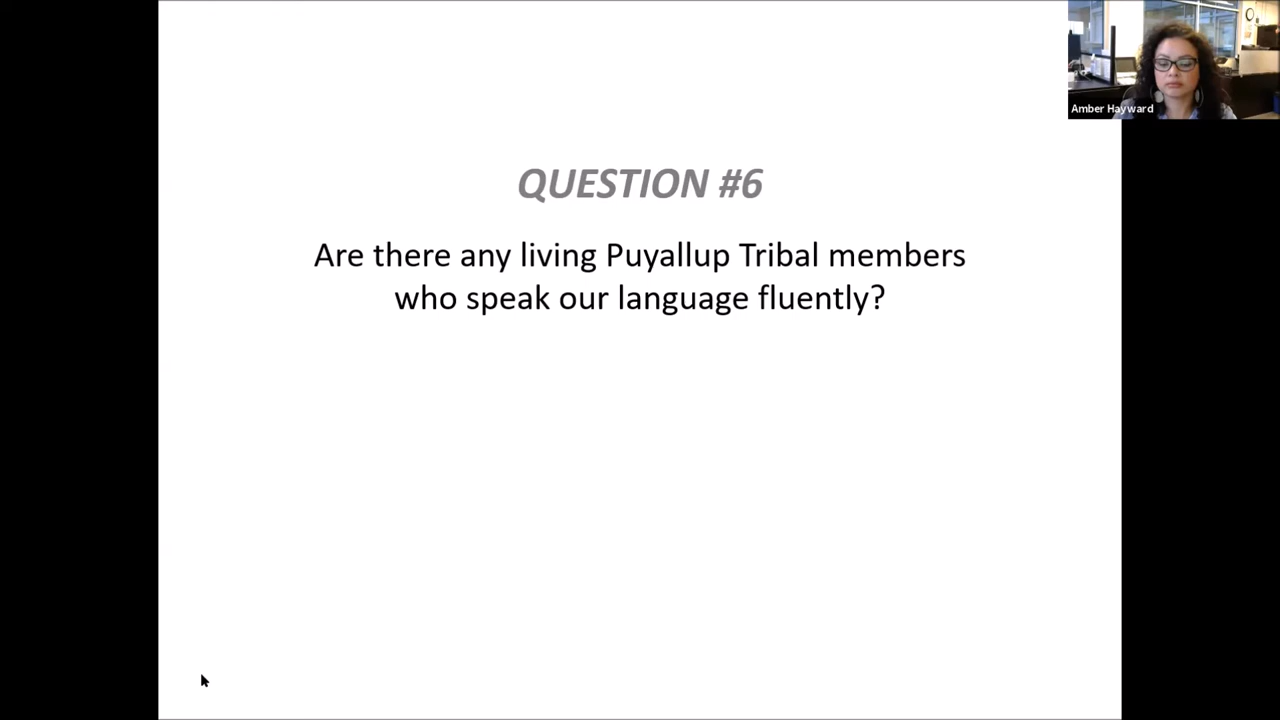 QUESTION #6
Are there any living Puyallup Tribal members
who speak our language fluently?
Amber Hayward